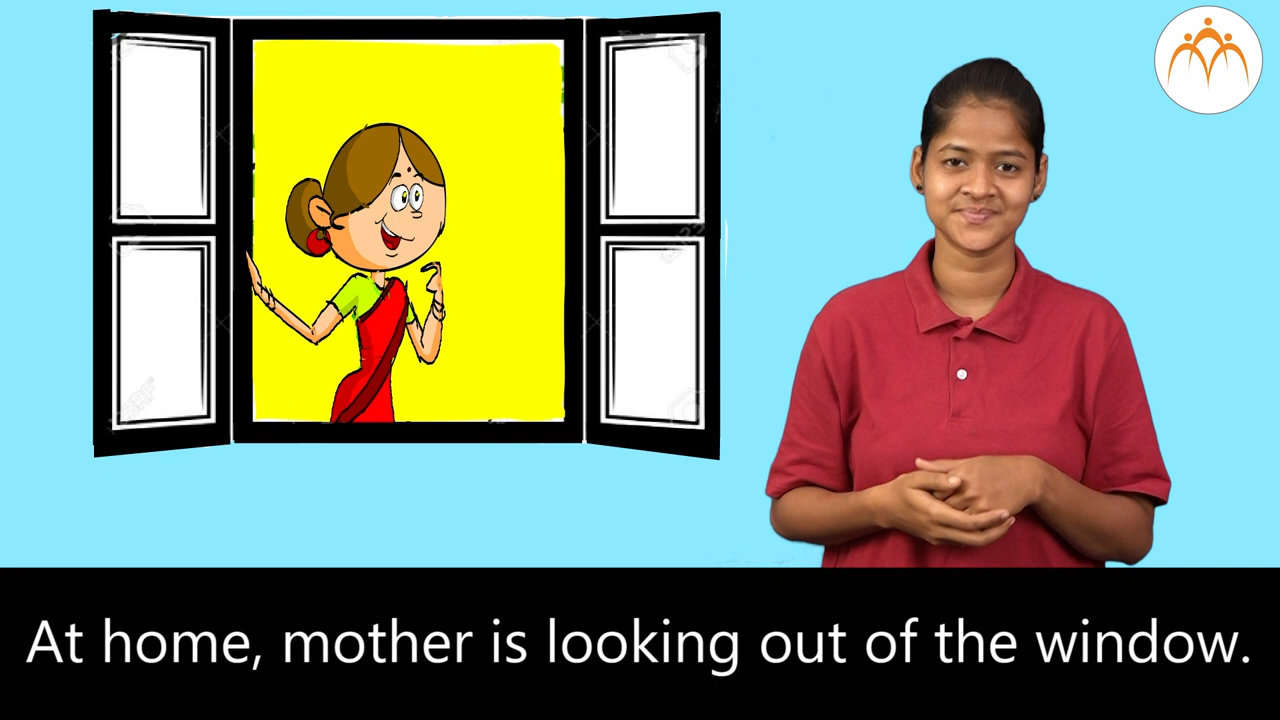 At home, mother is looking out of the window.